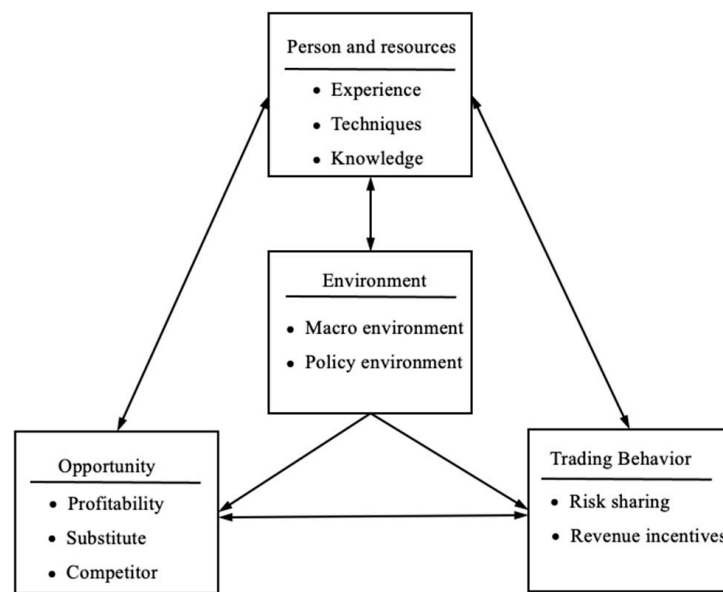 Person and resources
• Experience
• Techniques
• Knowledge
Environment
• Macro environment
• Policy environment
Opportunity
• Profitability
• Substitute
• Competitor
Trading Behavior
• Risk sharing
• Revenue incentives